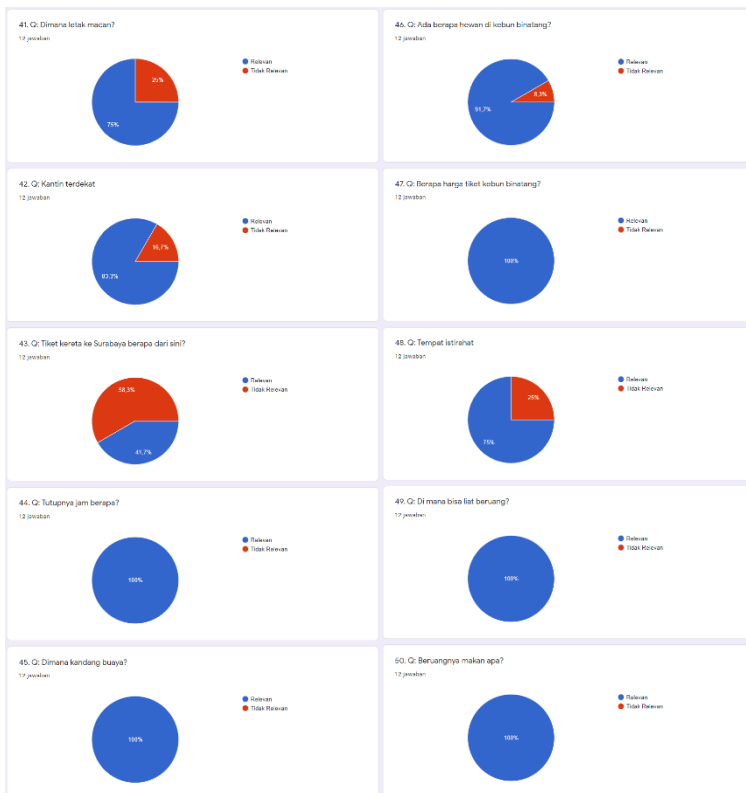 41. Q: Dimana letak macan?
12 jawaban
Relevan
Tidak Relevan
25%
75%
42. Q: Kantin terdekat
12 jawaban
Relevan
Tidak Relevan
16,7%
83,3%
43. Q: Tiket kereta ke Surabaya berapa dari sini?
12 jawaban
Relevan
Tidak Relevan
58,3%
41,7%
44. Q: Tutupnya jam berapa?
12 jawaban
Relevan
Tidak Relevan
100%
45. Q: Dimana kandang buaya?
12 jawaban
Relevan
Tidak Relevan
100%
46. Q: Ada berapa hewan di kebun binatang?
12 jawaban
Relevan
Tidak Relevan
8,3%
91,7%
47. Q: Berapa harga tiket kebun binatang?
12 jawaban
Relevan
Tidak Relevan
100%
48. Q: Tempat istirahat
12 jawaban
Relevan
Tidak Relevan
25%
75%
49. Q: Di mana bisa liat beruang?
12 jawaban
Relevan
Tidak Relevan
100%
50. Q: Beruangnya makan apa?
12 jawaban
Relevan
Tidak Relevan
100%